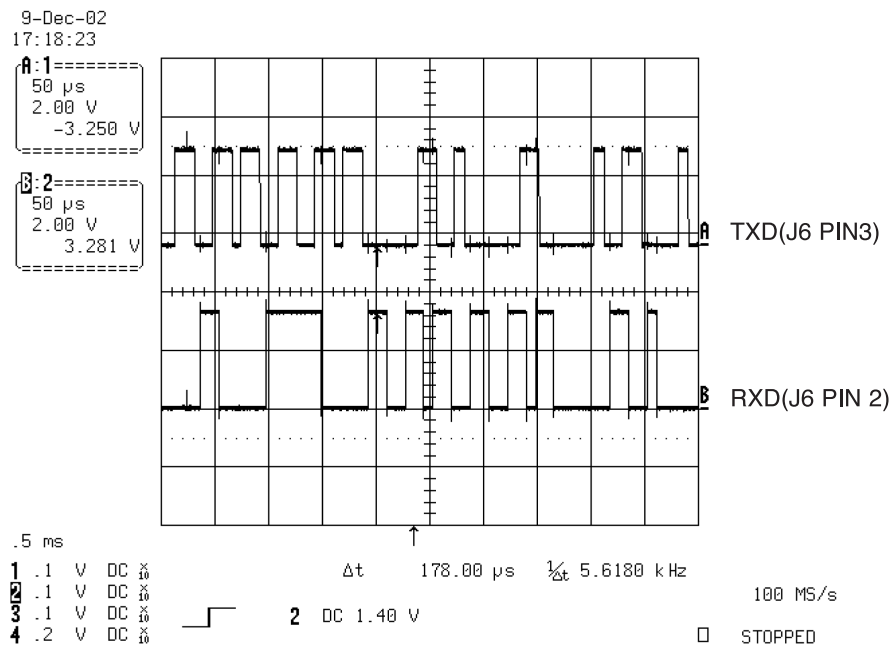 9-Dec-02
17:18:23
A:1
50 µs
2.00 V
-3.250 V
B:2
50 µs
2.00 V
3.281 V
A TXD(J6 PIN3)
B RXD(J6 PIN 2)
.5 ms
1 .1 V DC X10
2 .1 V DC X10
3 .1 V DC X10
4 .2 V DC X10
Δt 178.00 µs 1/Δt 5.6180 kHz
2 DC 1.40 V
100 MS/s
STOPPED